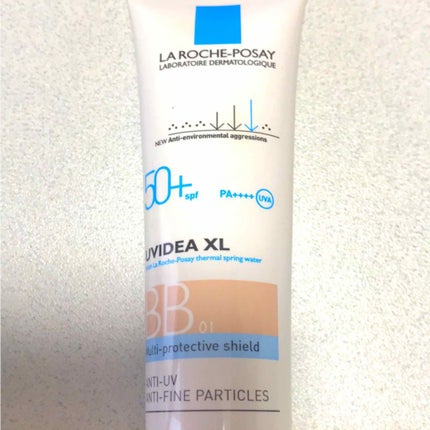 LA ROCHE-POSAY
LABORATOIRE DERMATOLOGIQUE
NEW Anti-environmental aggressions
50+ spf
PA++++ UVA
UVIDEA XL
La Roche-Posay thermal spring water
BB 01
Multi-protective shield
ANTI-UV
ANTI-FINE PARTICLES